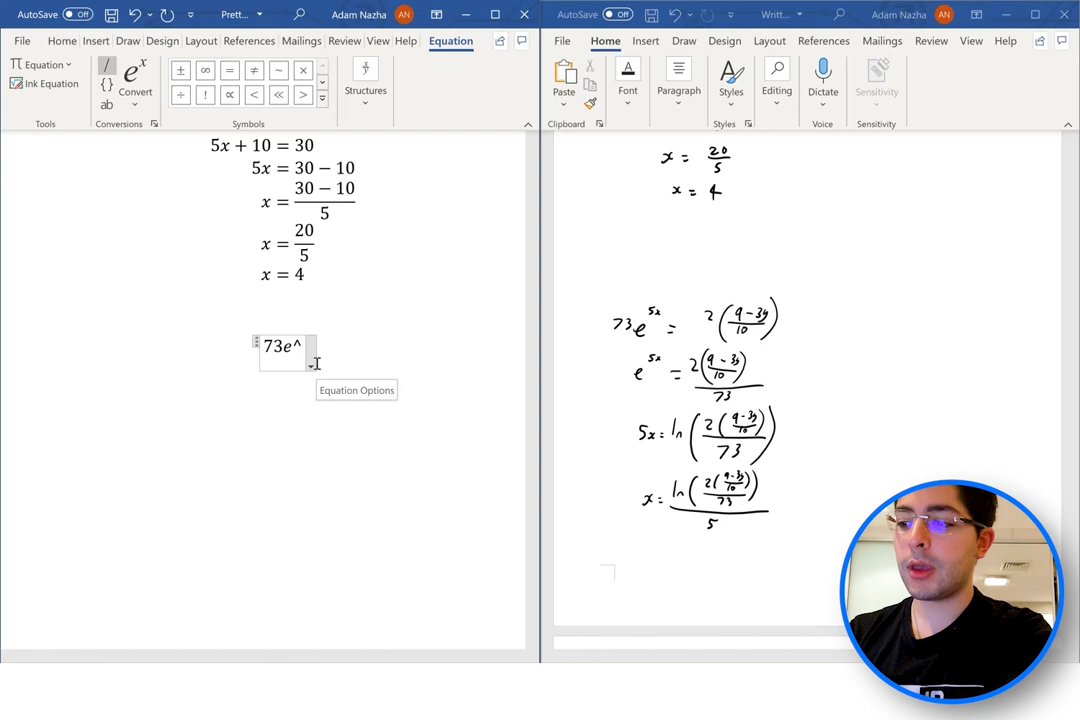 AutoSave Off Prett... Adam Nazha AN
File Home Insert Draw Design Layout References Mailings Review View Help Equation
π Equation
Ink Equation
Tools
/
{}
ab
e^x
Convert
Conversions
± ∞ = ≠ ~ ×
÷ ! ∝ < ≪ >
Symbols
x/y
Structures
5x + 10 = 30
5x = 30 − 10
x = (30 − 10)/5
x = 20/5
x = 4
73e^
Equation Options
AutoSave Off Writt... Adam Nazha AN
File Home Insert Draw Design Layout References Mailings Review View Help
Paste
Clipboard
A
Font
Paragraph
Styles
Styles
Editing
Dictate
Voice
Sensitivity
Sensitivity
x = 20/5
x = 4
73e^5x = 2((9−3y)/10)
e^5x = 2((9−3y)/10)/73
5x = ln(2((9−3y)/10)/73)
x = ln(2((9−3y)/10)/73)/5